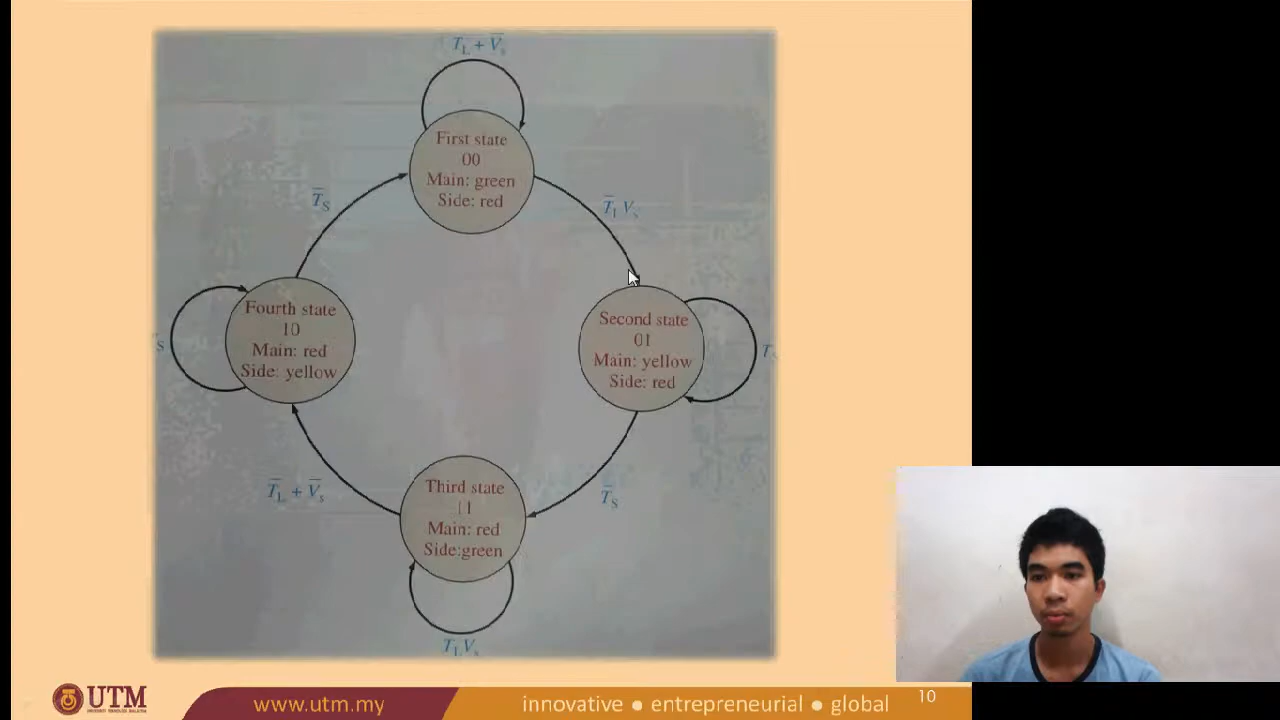 T_L + V̅_s
First state
00
Main: green
Side: red
T̅_S
T̅_L V_s
Fourth state
10
Main: red
Side: yellow
S
Second state
01
Main: yellow
Side: red
T̅_L + V̅_s
Third state
11
Main: red
Side:green
T̅_S
T_L V_s
UTM
www.utm.my
innovative ● entrepreneurial ● global
10